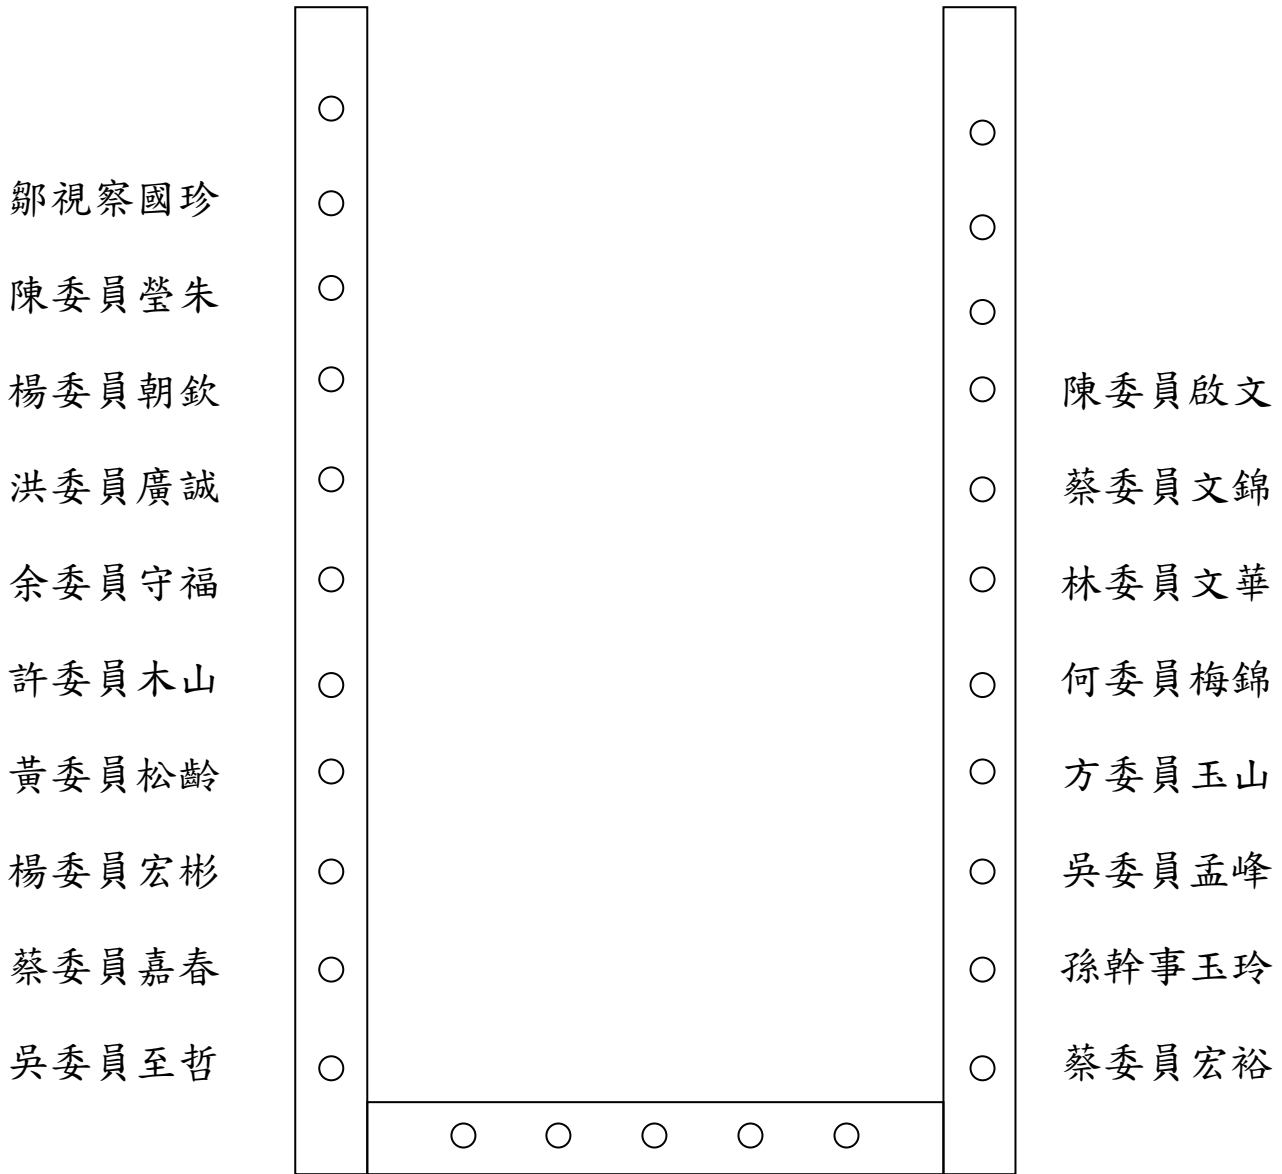 鄒視察國珍
陳委員瑩朱
楊委員朝欽
洪委員廣誠
余委員守福
許委員木山
黃委員松齡
楊委員宏彬
蔡委員嘉春
吳委員至哲
陳委員啟文
蔡委員文錦
林委員文華
何委員梅錦
方委員玉山
吳委員孟峰
孫幹事玉玲
蔡委員宏裕